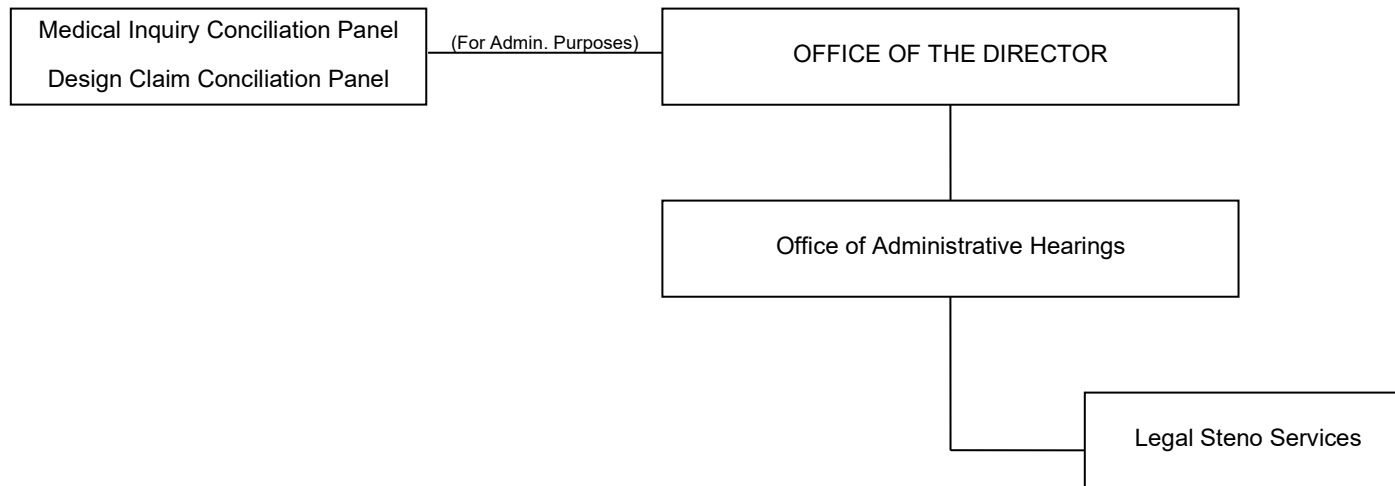 Medical Inquiry Conciliation Panel
Design Claim Conciliation Panel
(For Admin. Purposes)
OFFICE OF THE DIRECTOR
Office of Administrative Hearings
Legal Steno Services